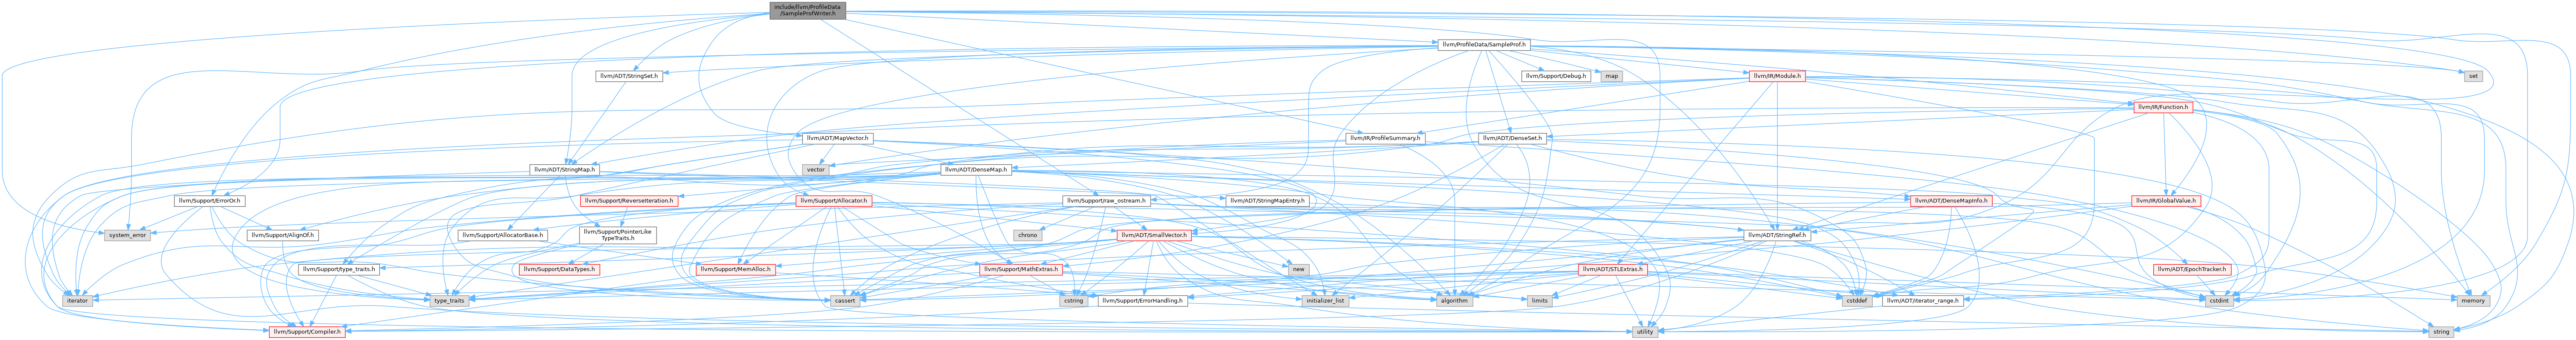 include/llvm/ProfileData
/SampleProfWriter.h
llvm/ProfileData/SampleProf.h
llvm/ADT/StringSet.h
llvm/Support/Debug.h
map
llvm/IR/Module.h
set
llvm/IR/Function.h
llvm/ADT/MapVector.h
llvm/IR/ProfileSummary.h
llvm/ADT/DenseSet.h
llvm/ADT/StringMap.h
vector
llvm/ADT/DenseMap.h
llvm/Support/ErrorOr.h
llvm/Support/ReverseIteration.h
llvm/Support/Allocator.h
llvm/Support/raw_ostream.h
llvm/ADT/StringMapEntry.h
llvm/ADT/DenseMapInfo.h
llvm/IR/GlobalValue.h
system_error
llvm/Support/AlignOf.h
llvm/Support/AllocatorBase.h
llvm/Support/PointerLike
TypeTraits.h
chrono
llvm/ADT/SmallVector.h
llvm/ADT/StringRef.h
llvm/Support/type_traits.h
llvm/Support/DataTypes.h
llvm/Support/MemAlloc.h
llvm/Support/MathExtras.h
new
llvm/ADT/STLExtras.h
llvm/ADT/EpochTracker.h
iterator
type_traits
cassert
cstring
llvm/Support/ErrorHandling.h
initializer_list
algorithm
limits
cstddef
llvm/ADT/iterator_range.h
cstdint
memory
llvm/Support/Compiler.h
utility
string